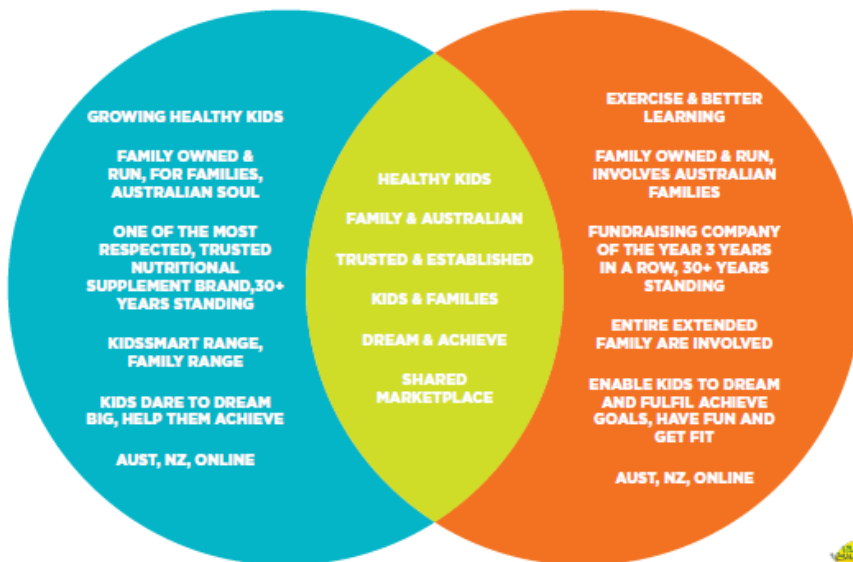 GROWING HEALTHY KIDS
FAMILY OWNED &
RUN, FOR FAMILIES,
AUSTRALIAN SOUL
ONE OF THE MOST
RESPECTED, TRUSTED
NUTRITIONAL
SUPPLEMENT BRAND,30+
YEARS STANDING
KIDSSMART RANGE,
FAMILY RANGE
KIDS DARE TO DREAM
BIG, HELP THEM ACHIEVE
AUST, NZ, ONLINE
HEALTHY KIDS
FAMILY & AUSTRALIAN
TRUSTED & ESTABLISHED
KIDS & FAMILIES
DREAM & ACHIEVE
SHARED
MARKETPLACE
EXERCISE & BETTER
LEARNING
FAMILY OWNED & RUN,
INVOLVES AUSTRALIAN
FAMILIES
FUNDRAISING COMPANY
OF THE YEAR 3 YEARS
IN A ROW, 30+ YEARS
STANDING
ENTIRE EXTENDED
FAMILY ARE INVOLVED
ENABLE KIDS TO DREAM
AND FULFIL ACHIEVE
GOALS, HAVE FUN AND
GET FIT
AUST, NZ, ONLINE